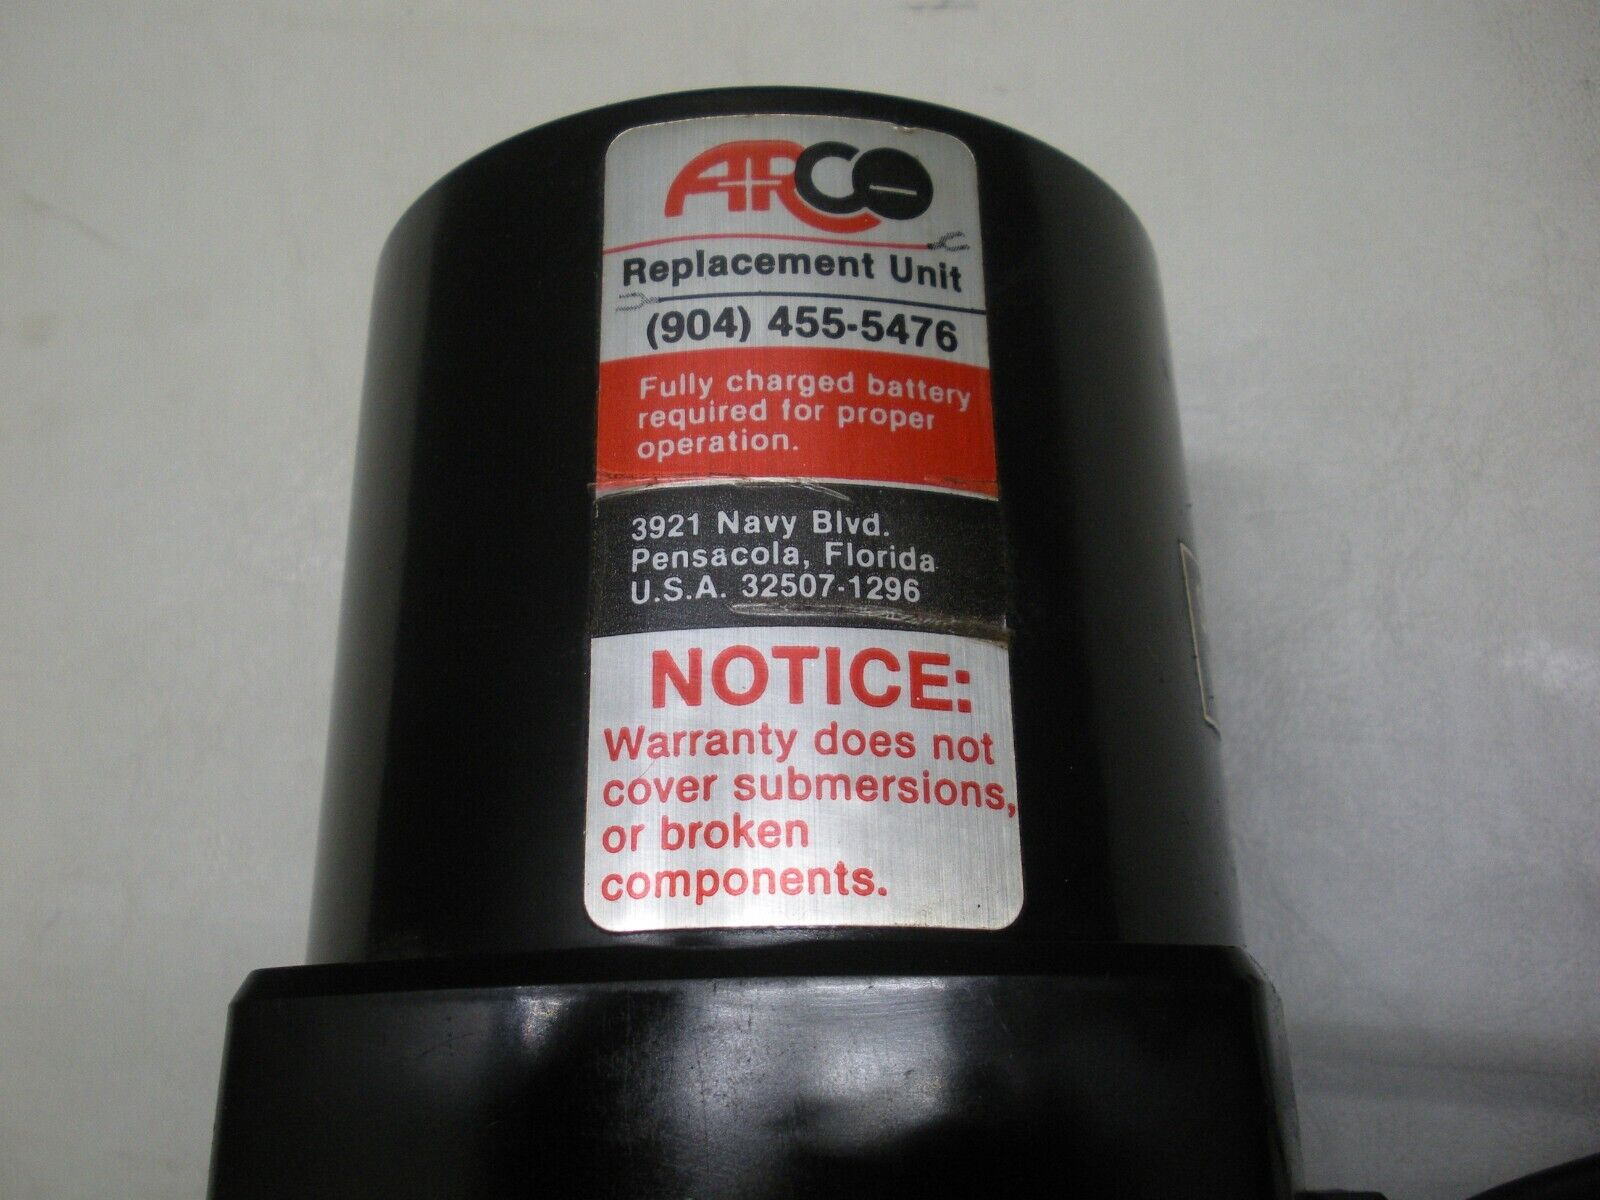 ARCO
Replacement Unit
(904) 455-5476
Fully charged battery
required for proper
operation.
3921 Navy Blvd.
Pensacola, Florida
U.S.A. 32507-1296
NOTICE:
Warranty does not
cover submersions,
or broken
components.